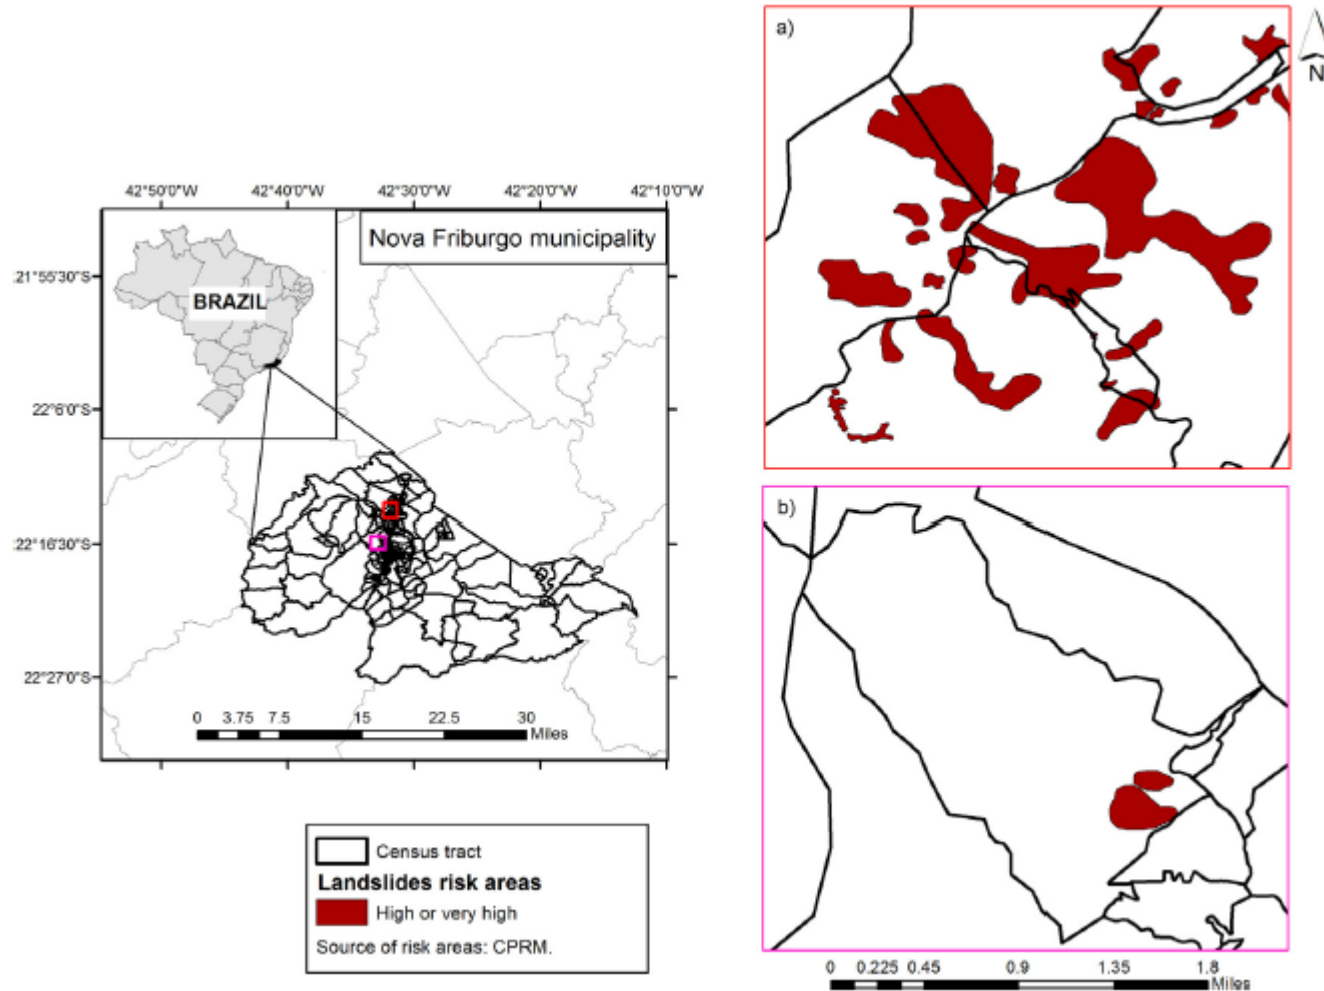 42°50'0"W 42°40'0"W 42°30'0"W 42°20'0"W 42°10'0"W
Nova Friburgo municipality
BRAZIL
21°55'30"S
22°6'0"S
22°16'30"S
22°27'0"S
0 3.75 7.5 15 22.5 30
Miles
Census tract
Landslides risk areas
High or very high
Source of risk areas: CPRM.
a)
N
b)
0 0.225 0.45 0.9 1.35 1.8
Miles